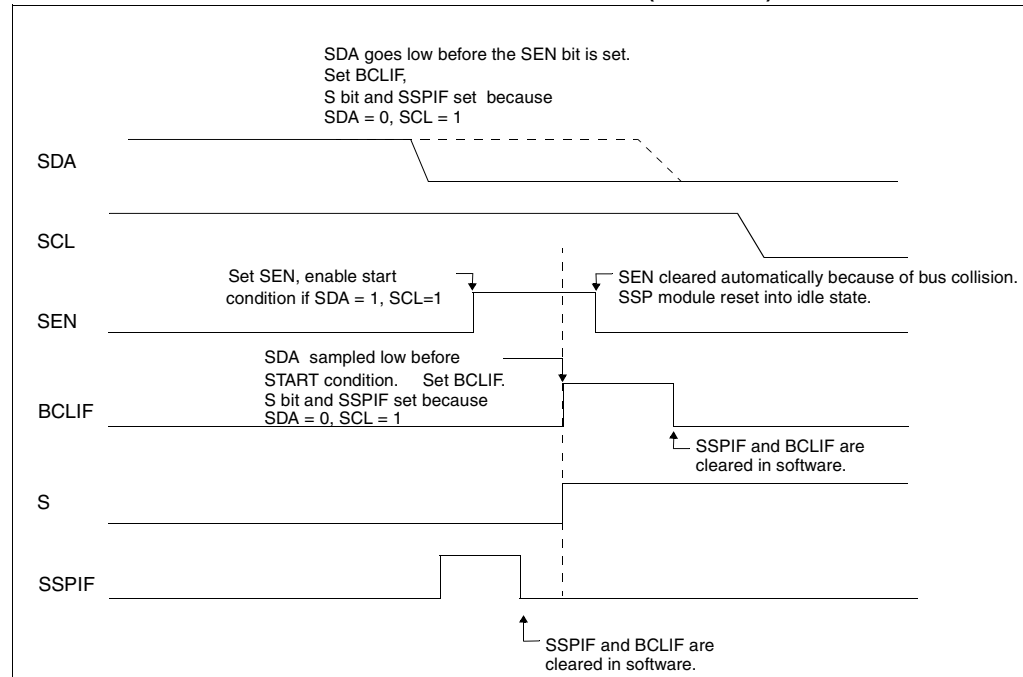 SDA goes low before the SEN bit is set.
Set BCLIF,
S bit and SSPIF set because
SDA = 0, SCL = 1
SDA
SCL
Set SEN, enable start
condition if SDA = 1, SCL=1
SEN cleared automatically because of bus collision.
SSP module reset into idle state.
SEN
SDA sampled low before
START condition. Set BCLIF.
S bit and SSPIF set because
SDA = 0, SCL = 1
BCLIF
SSPIF and BCLIF are
cleared in software.
S
SSPIF
SSPIF and BCLIF are
cleared in software.